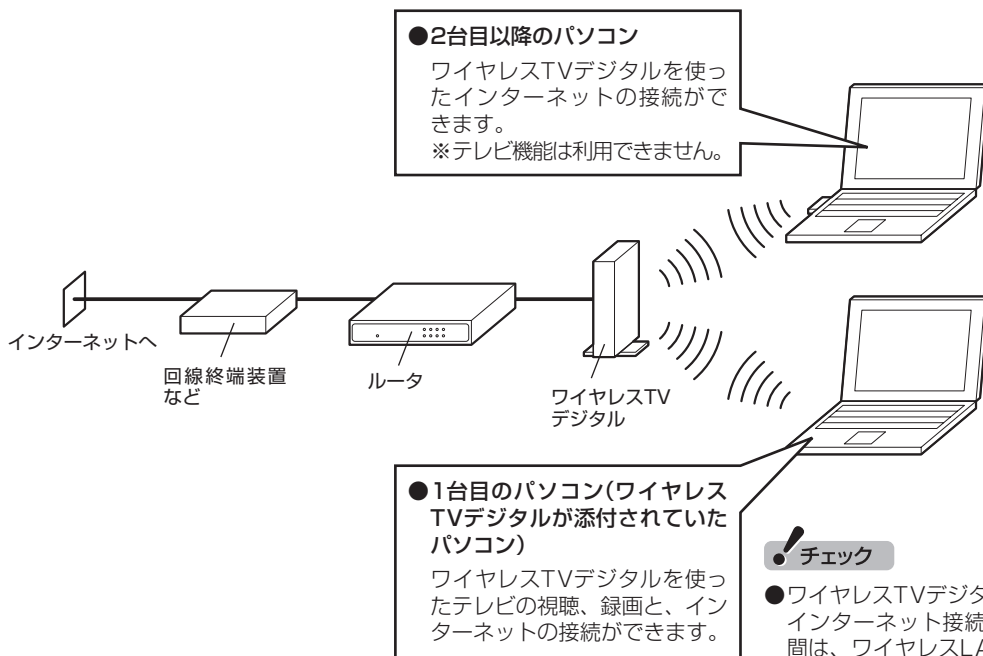 ●2台目以降のパソコン
ワイヤレスTVデジタルを使っ
たインターネットの接続がで
きます。
※テレビ機能は利用できません。
インターネットへ
回線終端装置
など
ルータ
ワイヤレスTV
デジタル
●1台目のパソコン(ワイヤレス
TVデジタルが添付されていた
パソコン)
ワイヤレスTVデジタルを使っ
たテレビの視聴、録画と、イン
ターネットの接続ができます。
チェック
●ワイヤレスTVデジタ
インターネット接続
間は、ワイヤレスLA